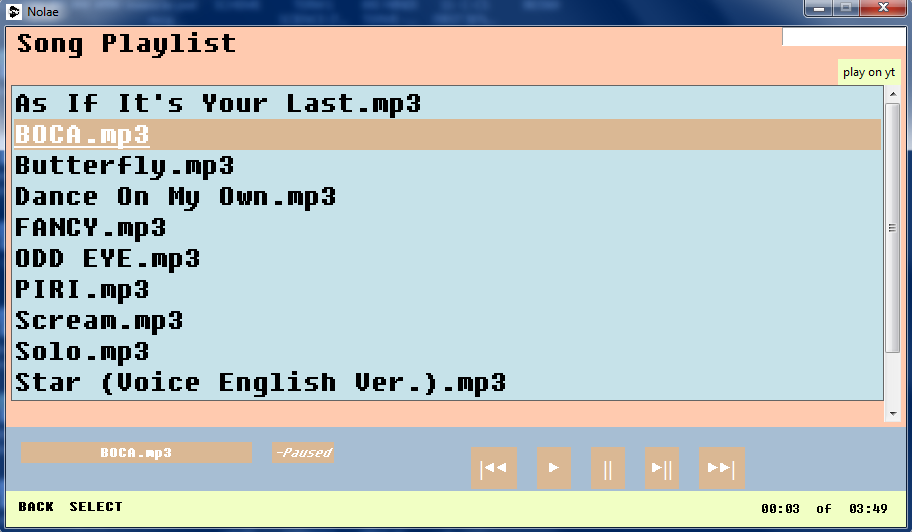 Nolae
Song Playlist
play on yt
As If It's Your Last.mp3
BOCA.mp3
Butterfly.mp3
Dance On My Own.mp3
FANCY.mp3
ODD EYE.mp3
PIRI.mp3
Scream.mp3
Solo.mp3
Star (Voice English Ver.).mp3
BOCA.mp3 -Paused
BACK SELECT 00:03 of 03:49